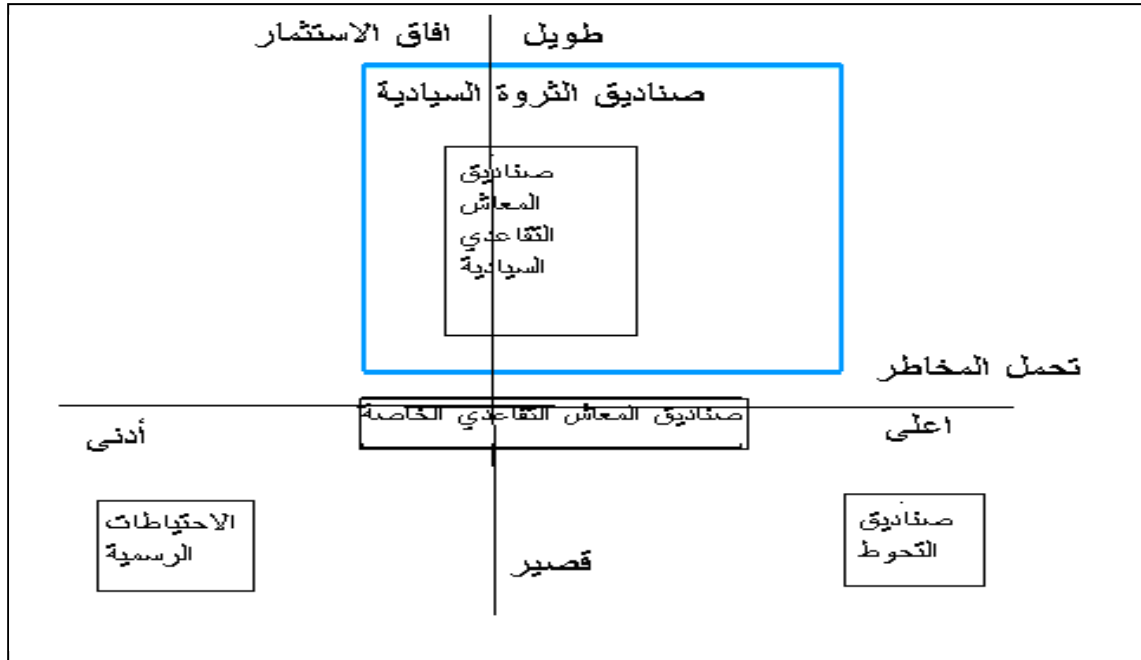 افاق الاستثمار
طويل
صناديق الثروة السيادية
صناديق
المعاش
التقاعدي
السيادية
تحمل المخاطر
صناديق المعاش التقاعدي الخاصة
اعلى
أدنى
صناديق
التحوط
الاحتياطات
الرسمية
قصير